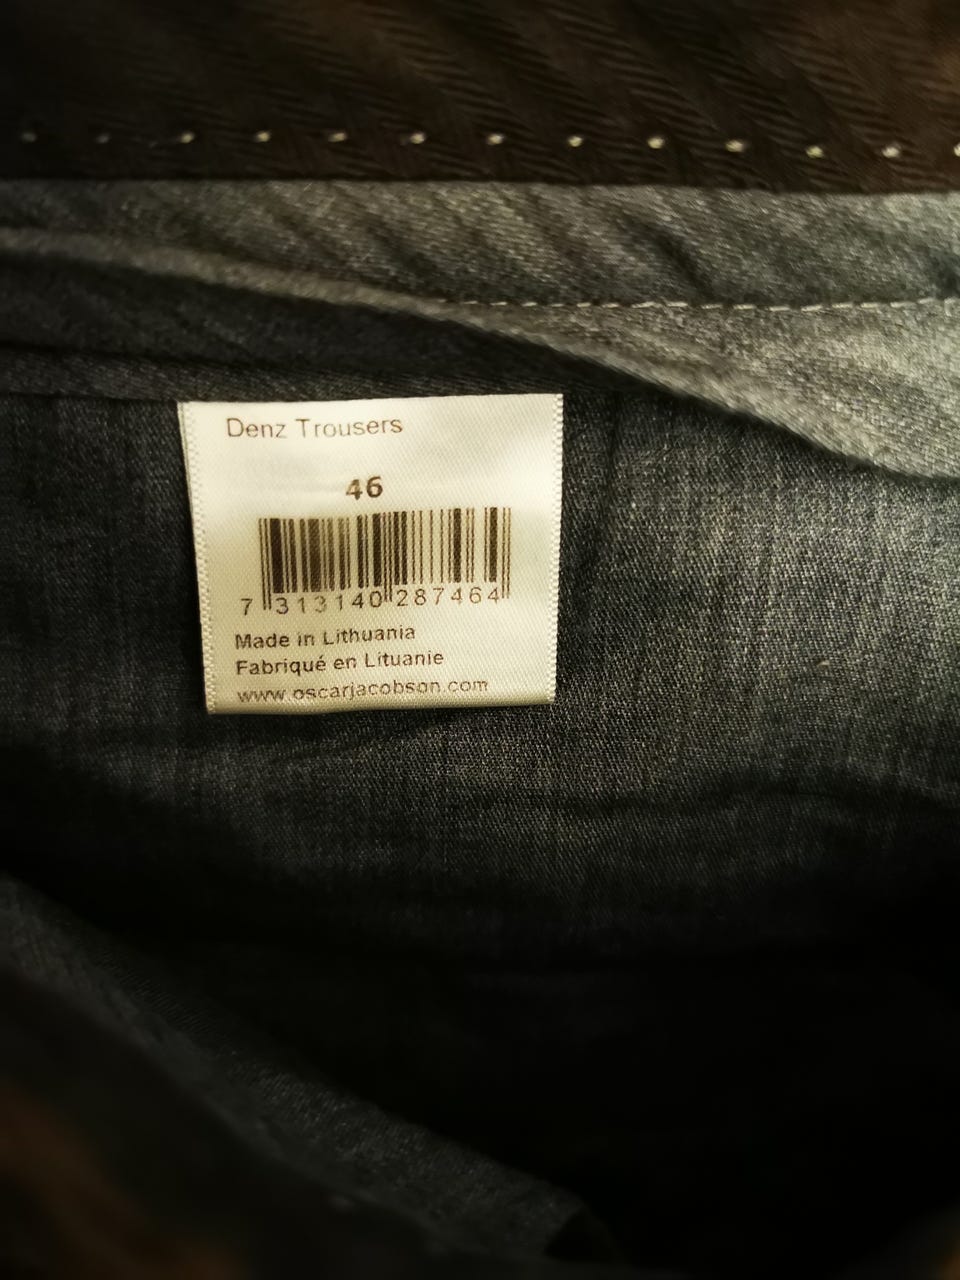 Denz Trousers
46
7 313140 287464
Made in Lithuania
Fabriqué en Lituanie
www.oscarjacobson.com